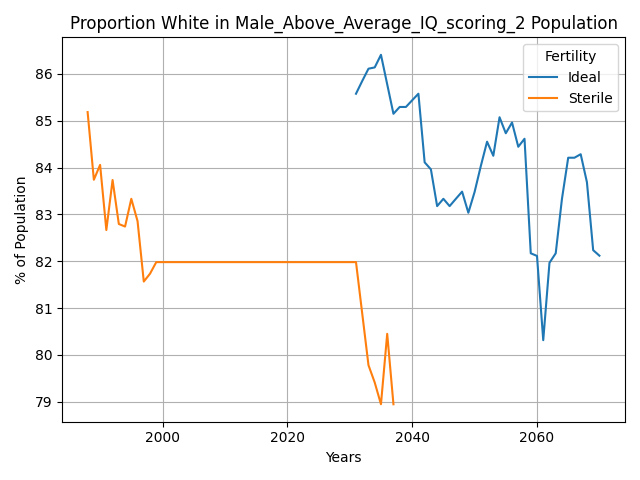 Proportion White in Male_Above_Average_IQ_scoring_2 Population
Fertility
Ideal
Sterile
86
85
84
83
82
81
80
79
% of Population
2000
2020
2040
2060
Years